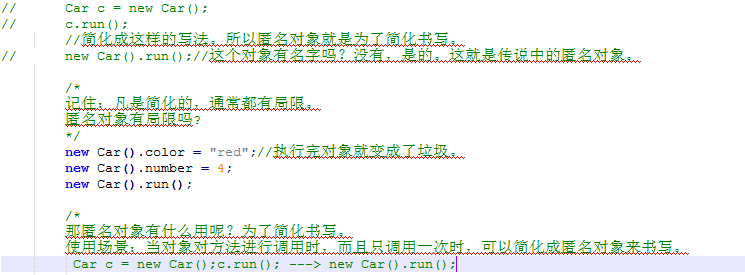 //      Car c = new Car();
//      c.run();
//简化成这样的写法。所以匿名对象就是为了简化书写。
//      new Car().run();//这个对象有名字吗？没有，是的。这就是传说中的匿名对象。
/*
记住：凡是简化的，通常都有局限。
匿名对象有局限吗?
*/
new Car().color = "red";//执行完对象就变成了垃圾。
new Car().number = 4;
new Car().run();
/*
那匿名对象有什么用呢？为了简化书写。
使用场景：当对象对方法进行调用时，而且只调用一次时，可以简化成匿名对象来书写。
Car c = new Car();c.run(); ---> new Car().run();